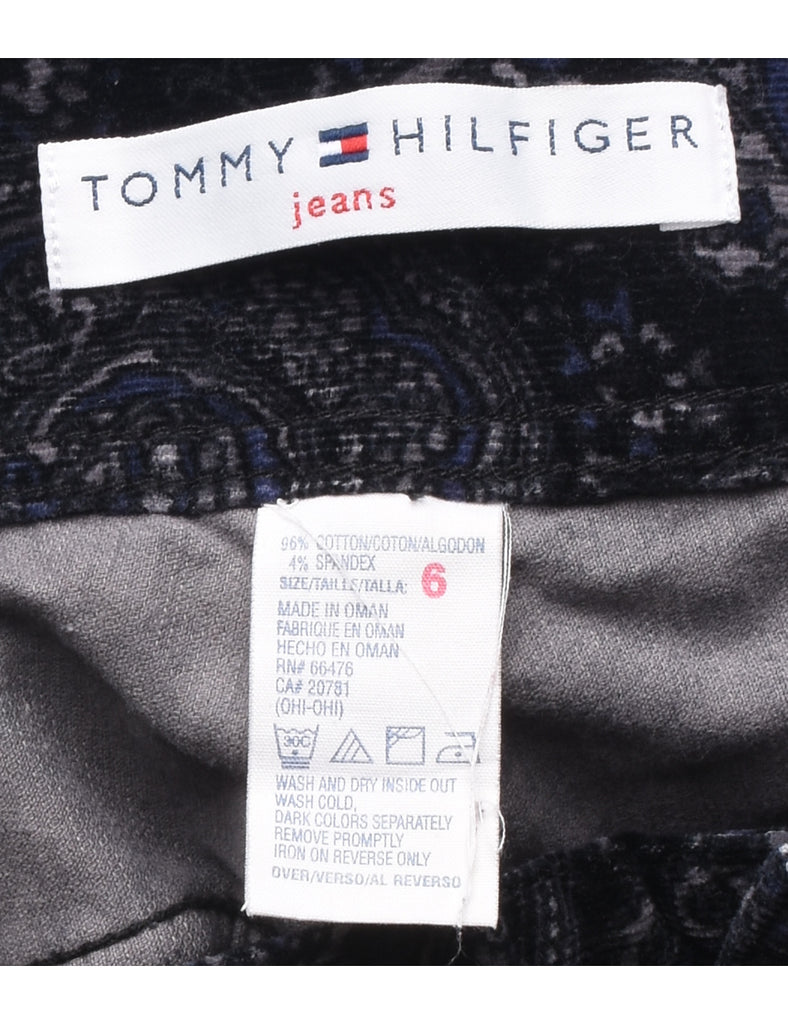 TOMMY HILFIGER
jeans
96% COTTON/COTON/ALGODON
4% SPANDEX
SIZE/TAILLE/TALLA: 6
MADE IN OMAN
FABRIQUE EN OMAN
HECHO EN OMAN
RN# 66476
CA# 20781
(OHI-OHI)
30C
WASH AND DRY INSIDE OUT
WASH COLD,
DARK COLORS SEPARATELY
REMOVE PROMPTLY
IRON ON REVERSE ONLY
OVER/VERSO/AL REVERSO